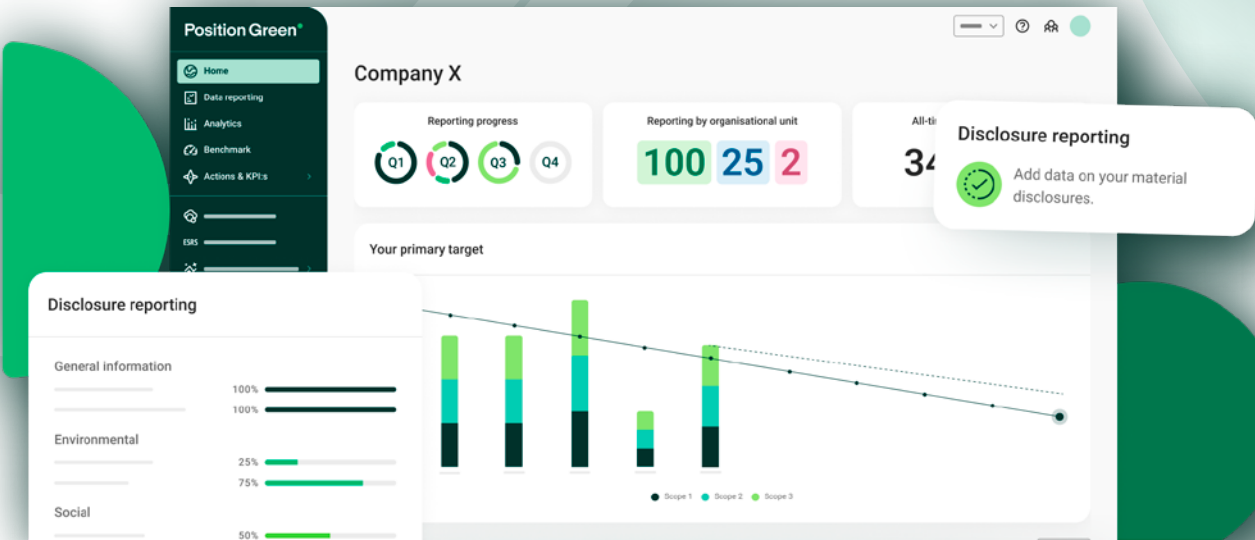 Position Green
Home
Data reporting
Analytics
Benchmark
Actions & KPI:s
ESRS
Company X
Reporting progress
Q1 Q2 Q3 Q4
Reporting by organisational unit
100 25 2
Disclosure reporting
Add data on your material
disclosures.
Your primary target
Scope 1 Scope 2 Scope 3
Disclosure reporting
General information
100%
100%
Environmental
25%
75%
Social
50%